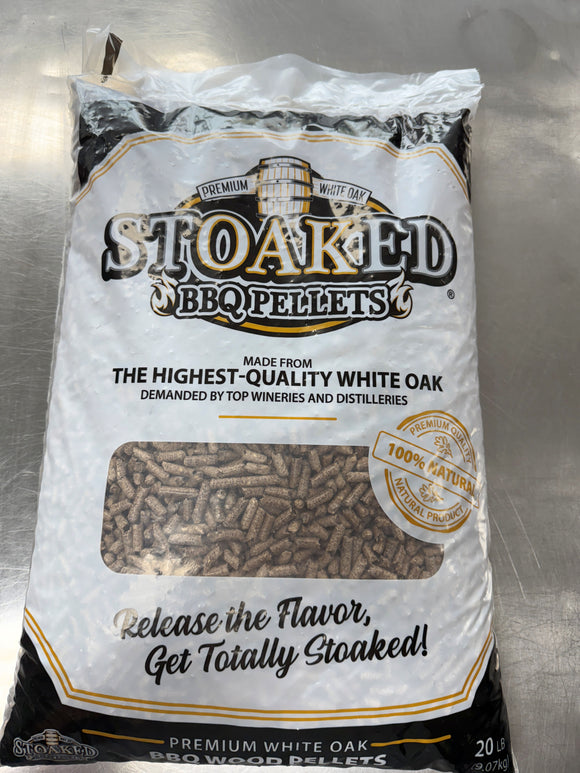 PREMIUM WHITE OAK
STOAKED
BBQ PELLETS
®
MADE FROM
THE HIGHEST-QUALITY WHITE OAK
DEMANDED BY TOP WINERIES AND DISTILLERIES
PREMIUM QUALITY
100% NATURAL
NATURAL PRODUCT
Release the Flavor,
Get Totally Stoaked!
STOAKED
PREMIUM WHITE OAK
BBQ WOOD PELLETS
20 LB
(9.07kg)